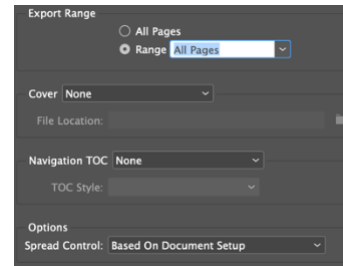 Export Range
All Pages
Range All Pages
Cover None
File Location:
Navigation TOC None
TOC Style:
Options
Spread Control: Based On Document Setup